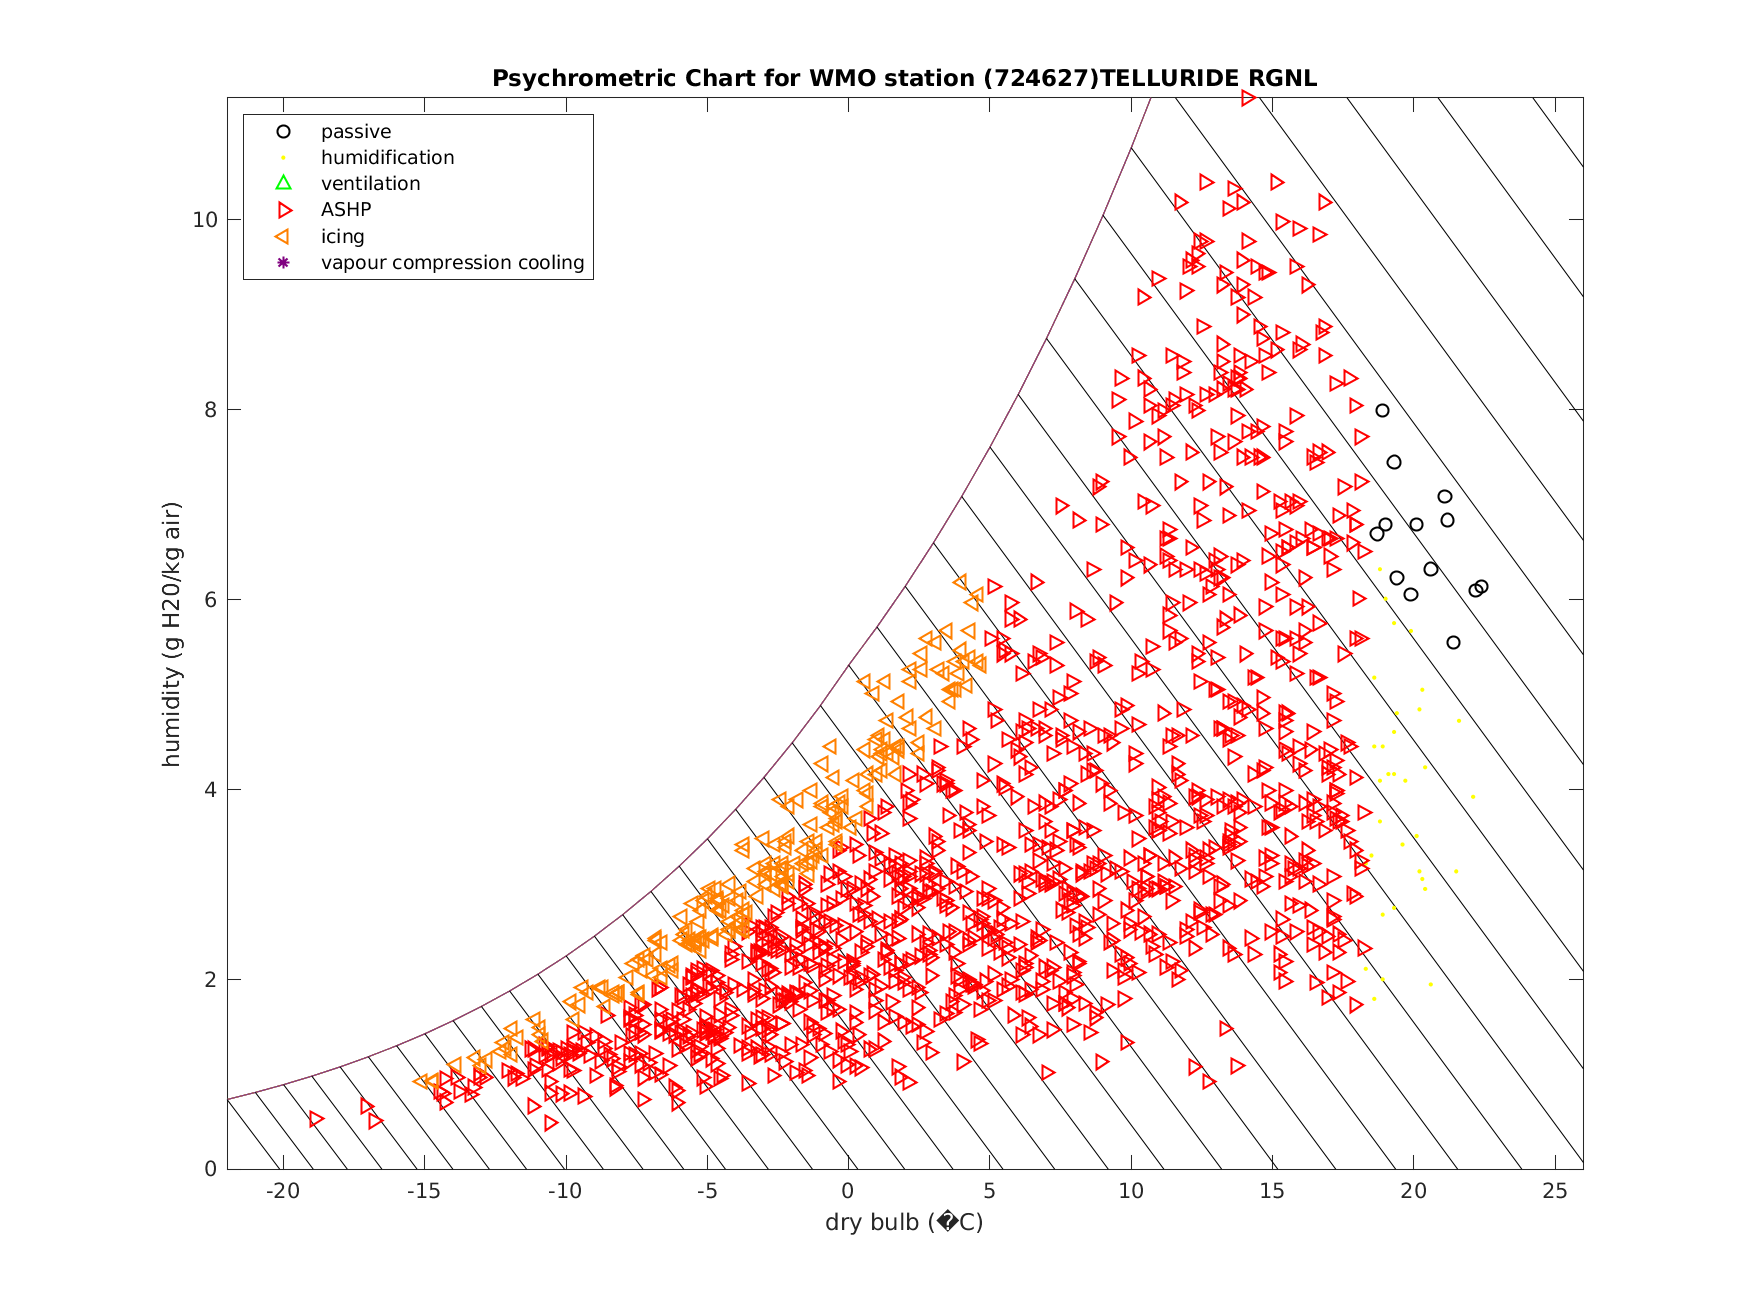 Psychrometric Chart for WMO station (724627)TELLURIDE RGNL
passive
humidification
ventilation
ASHP
icing
vapour compression cooling
humidity (g H20/kg air)
10
8
6
4
2
0
-20 -15 -10 -5 0 5 10 15 20 25
dry bulb (�C)